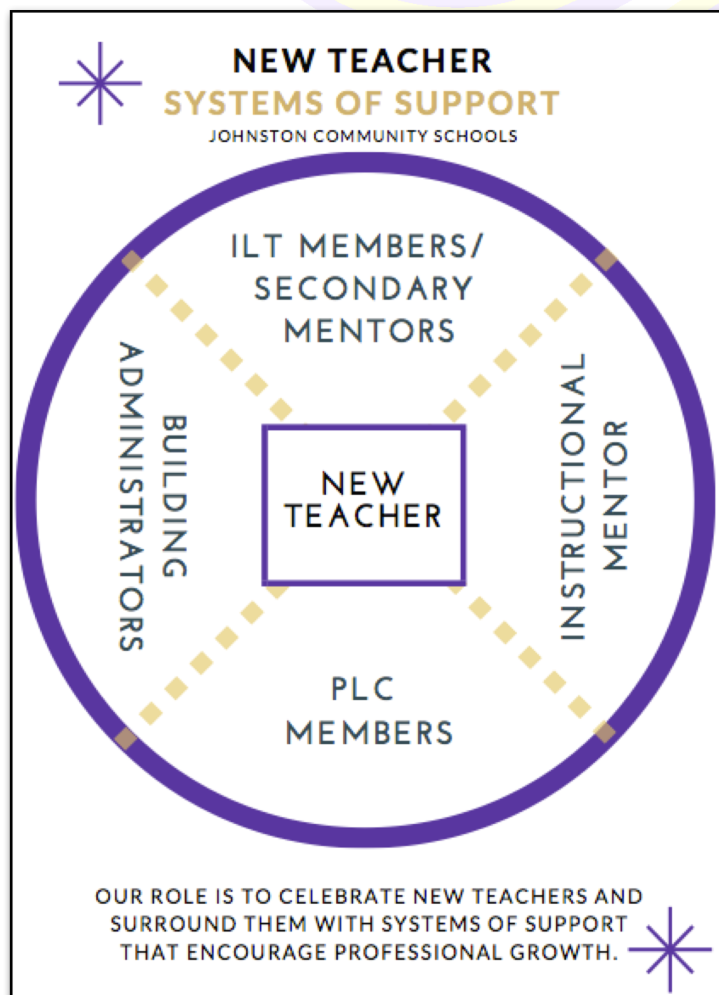 NEW TEACHER
SYSTEMS OF SUPPORT
JOHNSTON COMMUNITY SCHOOLS
ILT MEMBERS/
SECONDARY
MENTORS
BUILDING
ADMINISTRATORS
NEW
TEACHER
INSTRUCTIONAL
MENTOR
PLC
MEMBERS
OUR ROLE IS TO CELEBRATE NEW TEACHERS AND
SURROUND THEM WITH SYSTEMS OF SUPPORT
THAT ENCOURAGE PROFESSIONAL GROWTH.